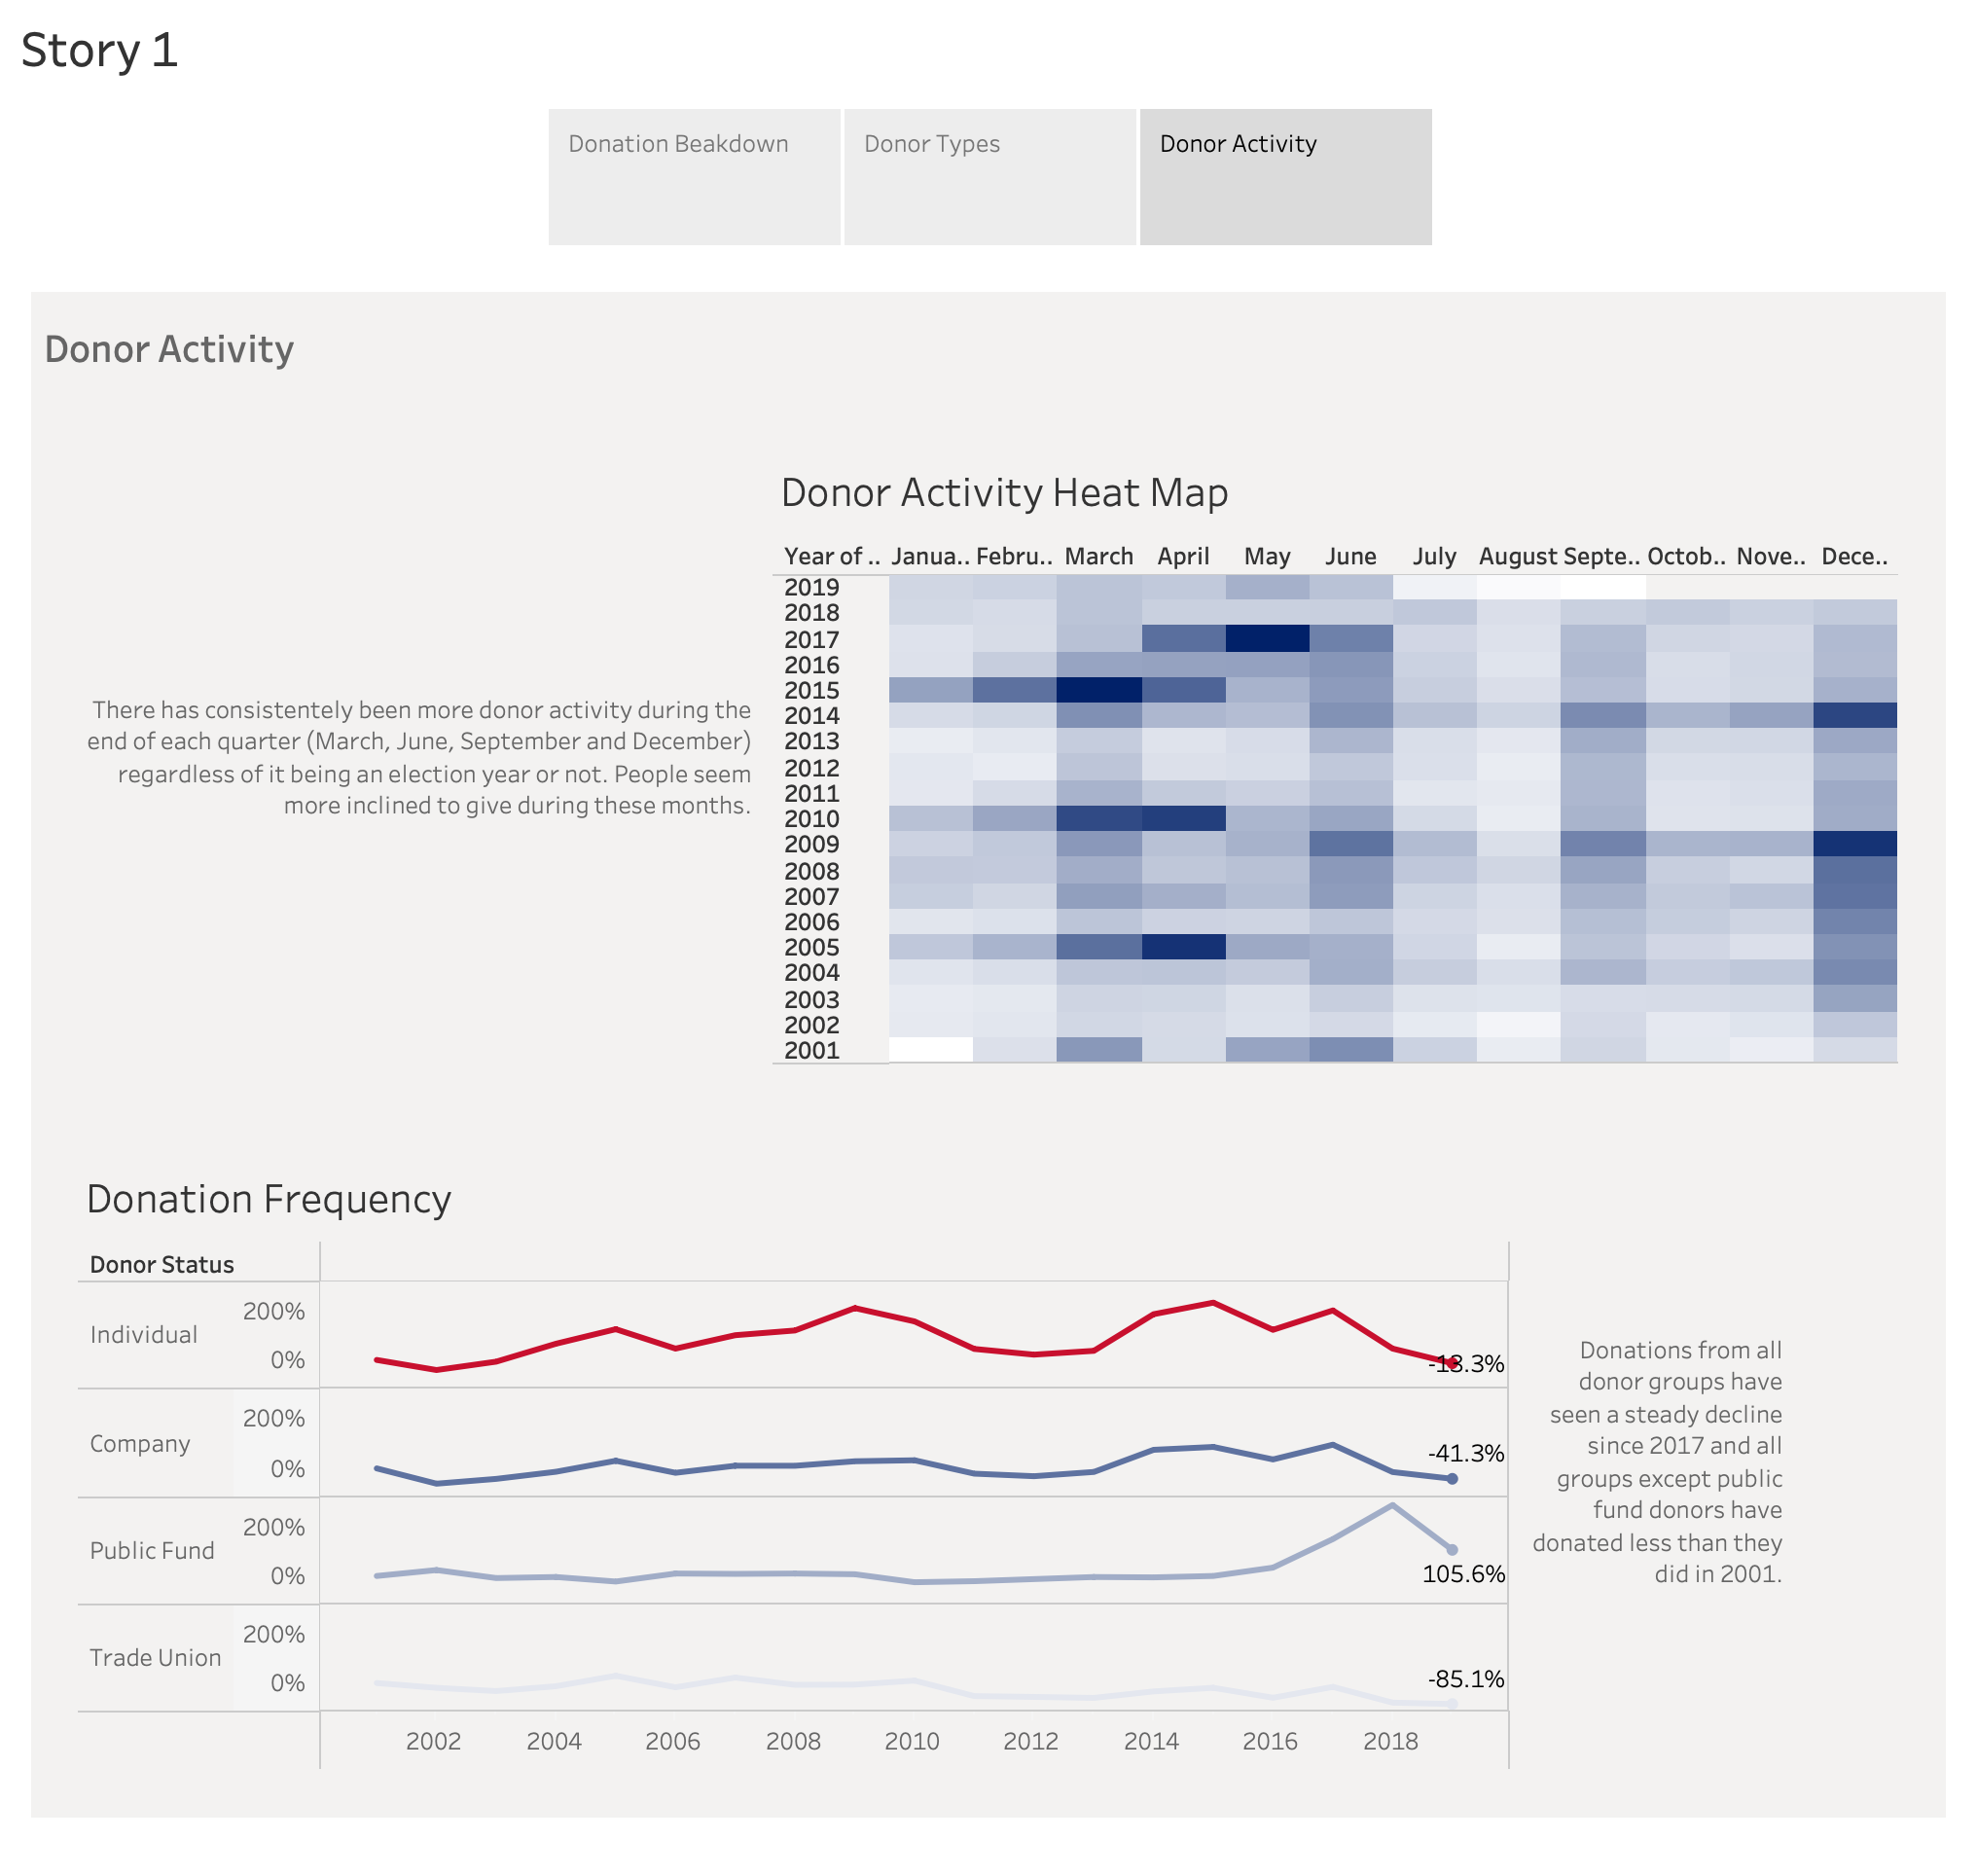 Story 1
Donation Beakdown
Donor Types
Donor Activity
Donor Activity
Donor Activity Heat Map
Year of .. Janua.. Febru.. March April May June July August Septe.. Octob.. Nove.. Dece..
2019
2018
2017
2016
2015
2014
2013
2012
2011
2010
2009
2008
2007
2006
2005
2004
2003
2002
2001
There has consistentely been more donor activity during the
end of each quarter (March, June, September and December)
regardless of it being an election year or not. People seem
more inclined to give during these months.
Donation Frequency
Donor Status
Individual
200%
0%
-13.3%
Company
200%
0%
-41.3%
Public Fund
200%
0%
105.6%
Trade Union
200%
0%
-85.1%
2002 2004 2006 2008 2010 2012 2014 2016 2018
Donations from all
donor groups have
seen a steady decline
since 2017 and all
groups except public
fund donors have
donated less than they
did in 2001.